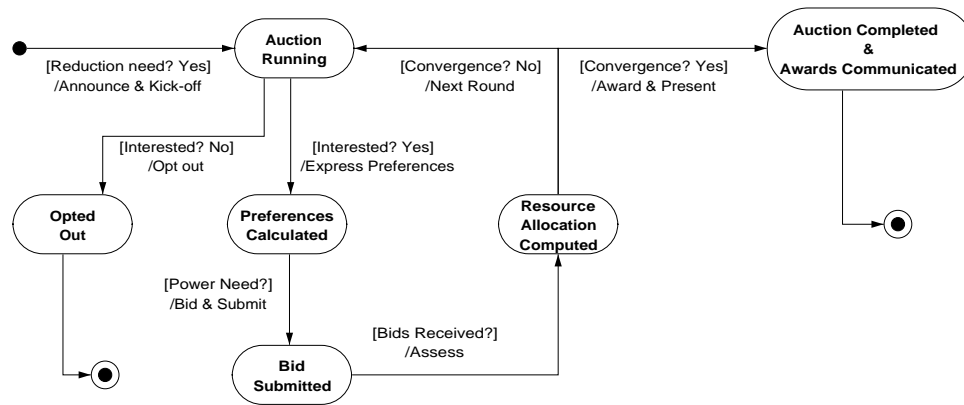 Auction
Running
Auction Completed
&
Awards Communicated
[Reduction need? Yes]
/Announce & Kick-off
[Convergence? No]
/Next Round
[Convergence? Yes]
/Award & Present
[Interested? No]
/Opt out
[Interested? Yes]
/Express Preferences
Opted
Out
Preferences
Calculated
Resource
Allocation
Computed
[Power Need?]
/Bid & Submit
[Bids Received?]
/Assess
Bid
Submitted